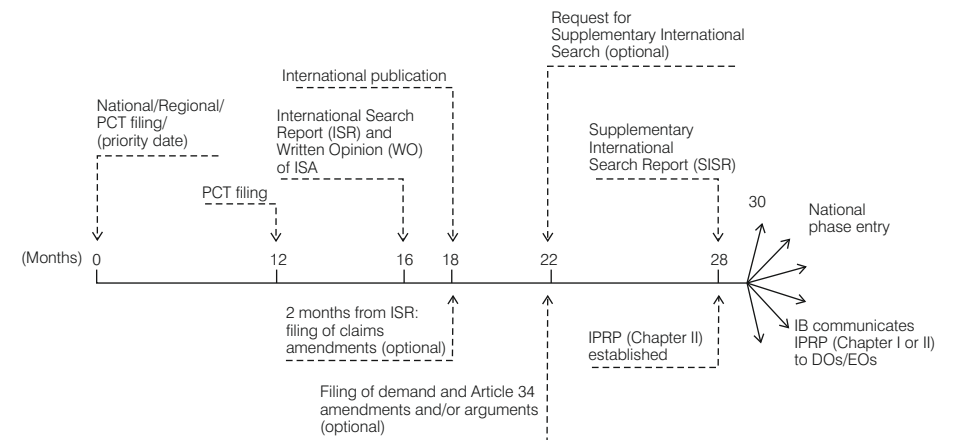 Request for
Supplementary International
Search (optional)
International publication
National/Regional/
PCT filing/
(priority date)
International Search
Report (ISR) and
Written Opinion (WO)
of ISA
Supplementary
International
Search Report (SISR)
PCT filing
30
National
phase entry
(Months) 0 12 16 18 22 28
2 months from ISR:
filing of claims
amendments (optional)
IPRP (Chapter II)
established
IB communicates
IPRP (Chapter I or II)
to DOs/EOs
Filing of demand and Article 34
amendments and/or arguments
(optional)